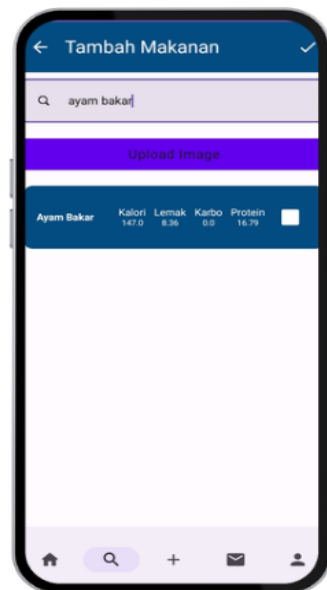 Tambah Makanan
ayam bakar
Upload Image
Ayam Bakar Kalori Lemak Karbo Protein
147.0 8.36 0.0 16.79